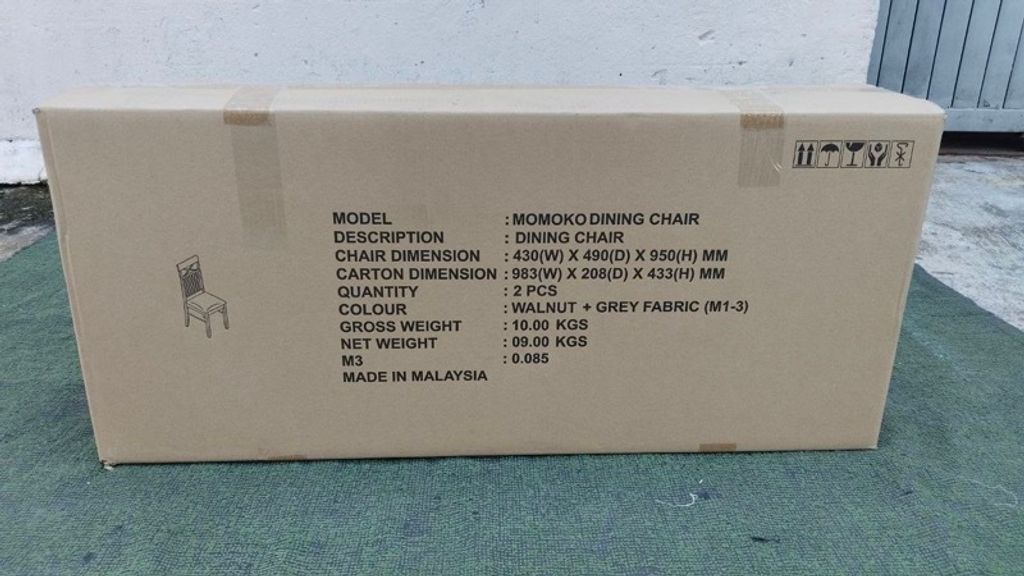 MODEL : MOMOKO DINING CHAIR
DESCRIPTION : DINING CHAIR
CHAIR DIMENSION : 430(W) X 490(D) X 950(H) MM
CARTON DIMENSION : 983(W) X 208(D) X 433(H) MM
QUANTITY : 2 PCS
COLOUR : WALNUT + GREY FABRIC (M1-3)
GROSS WEIGHT : 10.00 KGS
NET WEIGHT : 09.00 KGS
M3 : 0.085
MADE IN MALAYSIA